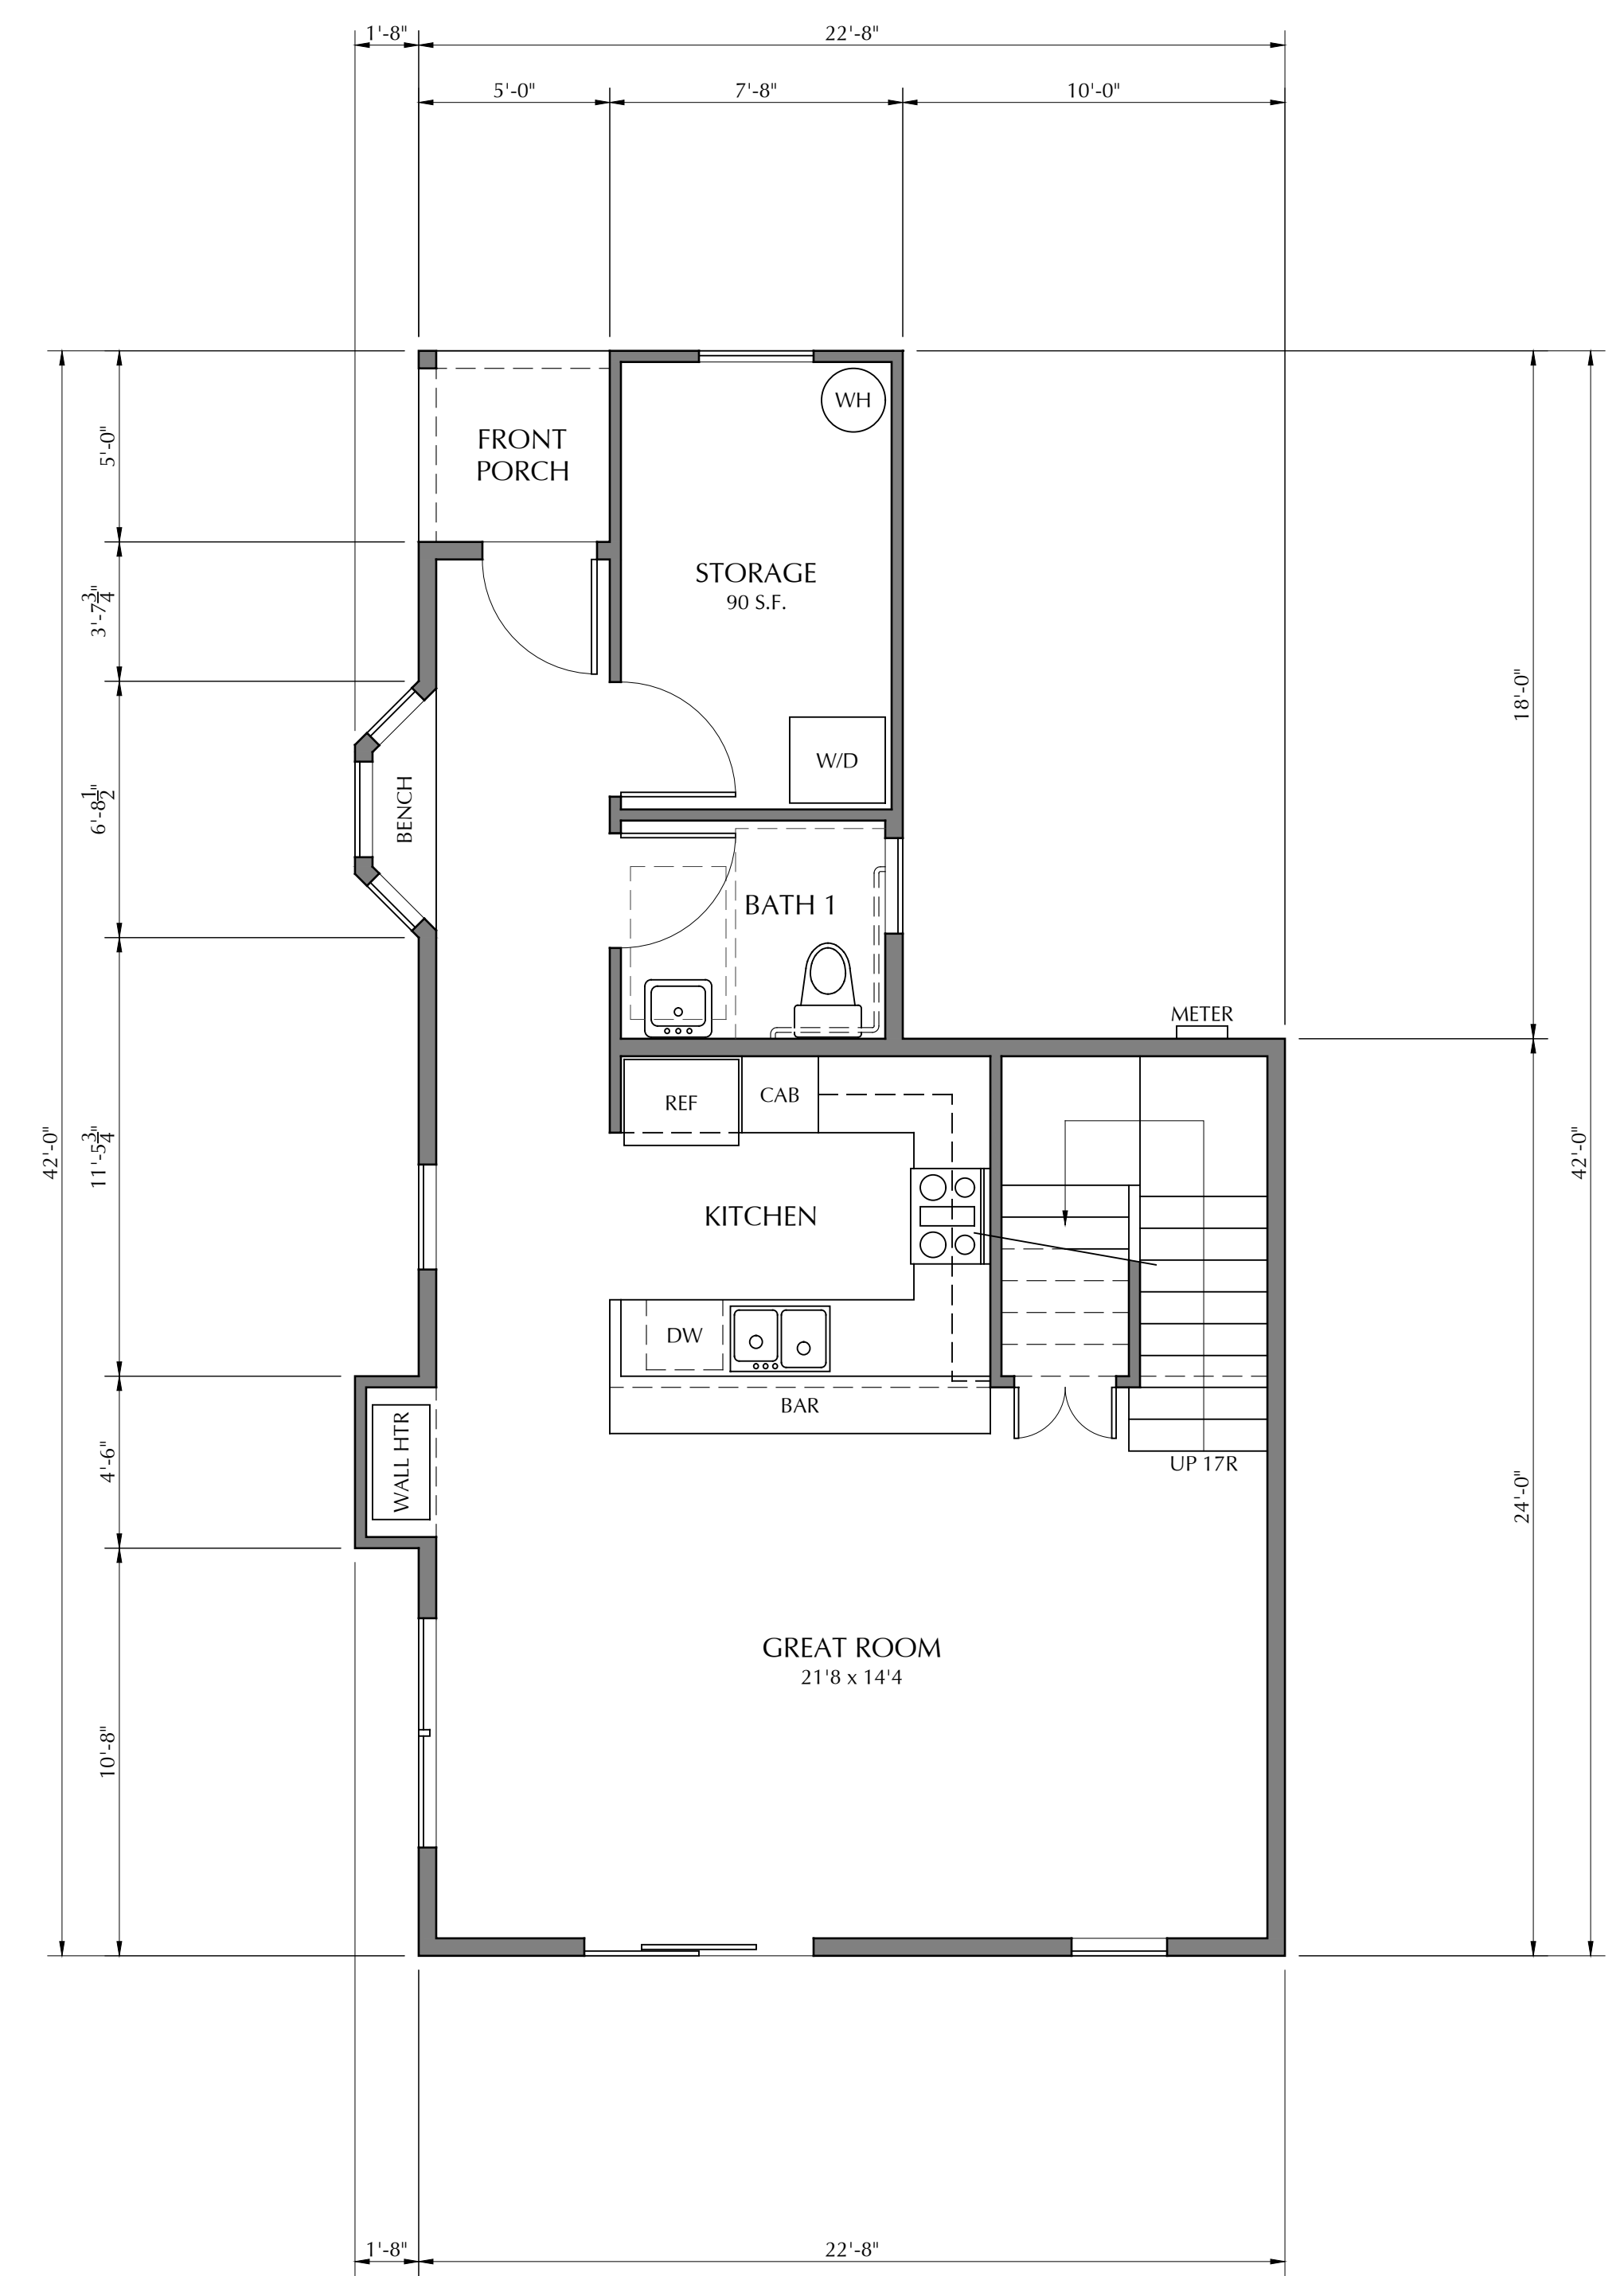 1'-8"
22'-8"
5'-0"
7'-8"
10'-0"
FRONT
PORCH
WH
5'-0"
STORAGE
90 S.F.
3'-7 3/4"
18'-0"
W/D
6'-8 1/2"
BENCH
BATH 1
METER
REF
CAB
42'-0"
11'-5 3/4"
42'-0"
KITCHEN
DW
BAR
WALL HTR
4'-6"
UP 17R
24'-0"
GREAT ROOM
21'8 x 14'4
10'-8"
1'-8"
22'-8"